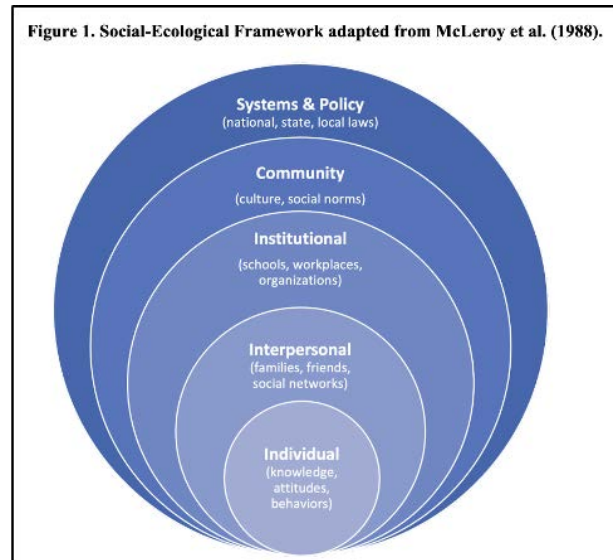 Figure 1. Social-Ecological Framework adapted from McLeroy et al. (1988).
Systems & Policy
(national, state, local laws)
Community
(culture, social norms)
Institutional
(schools, workplaces,
organizations)
Interpersonal
(families, friends,
social networks)
Individual
(knowledge,
attitudes,
behaviors)